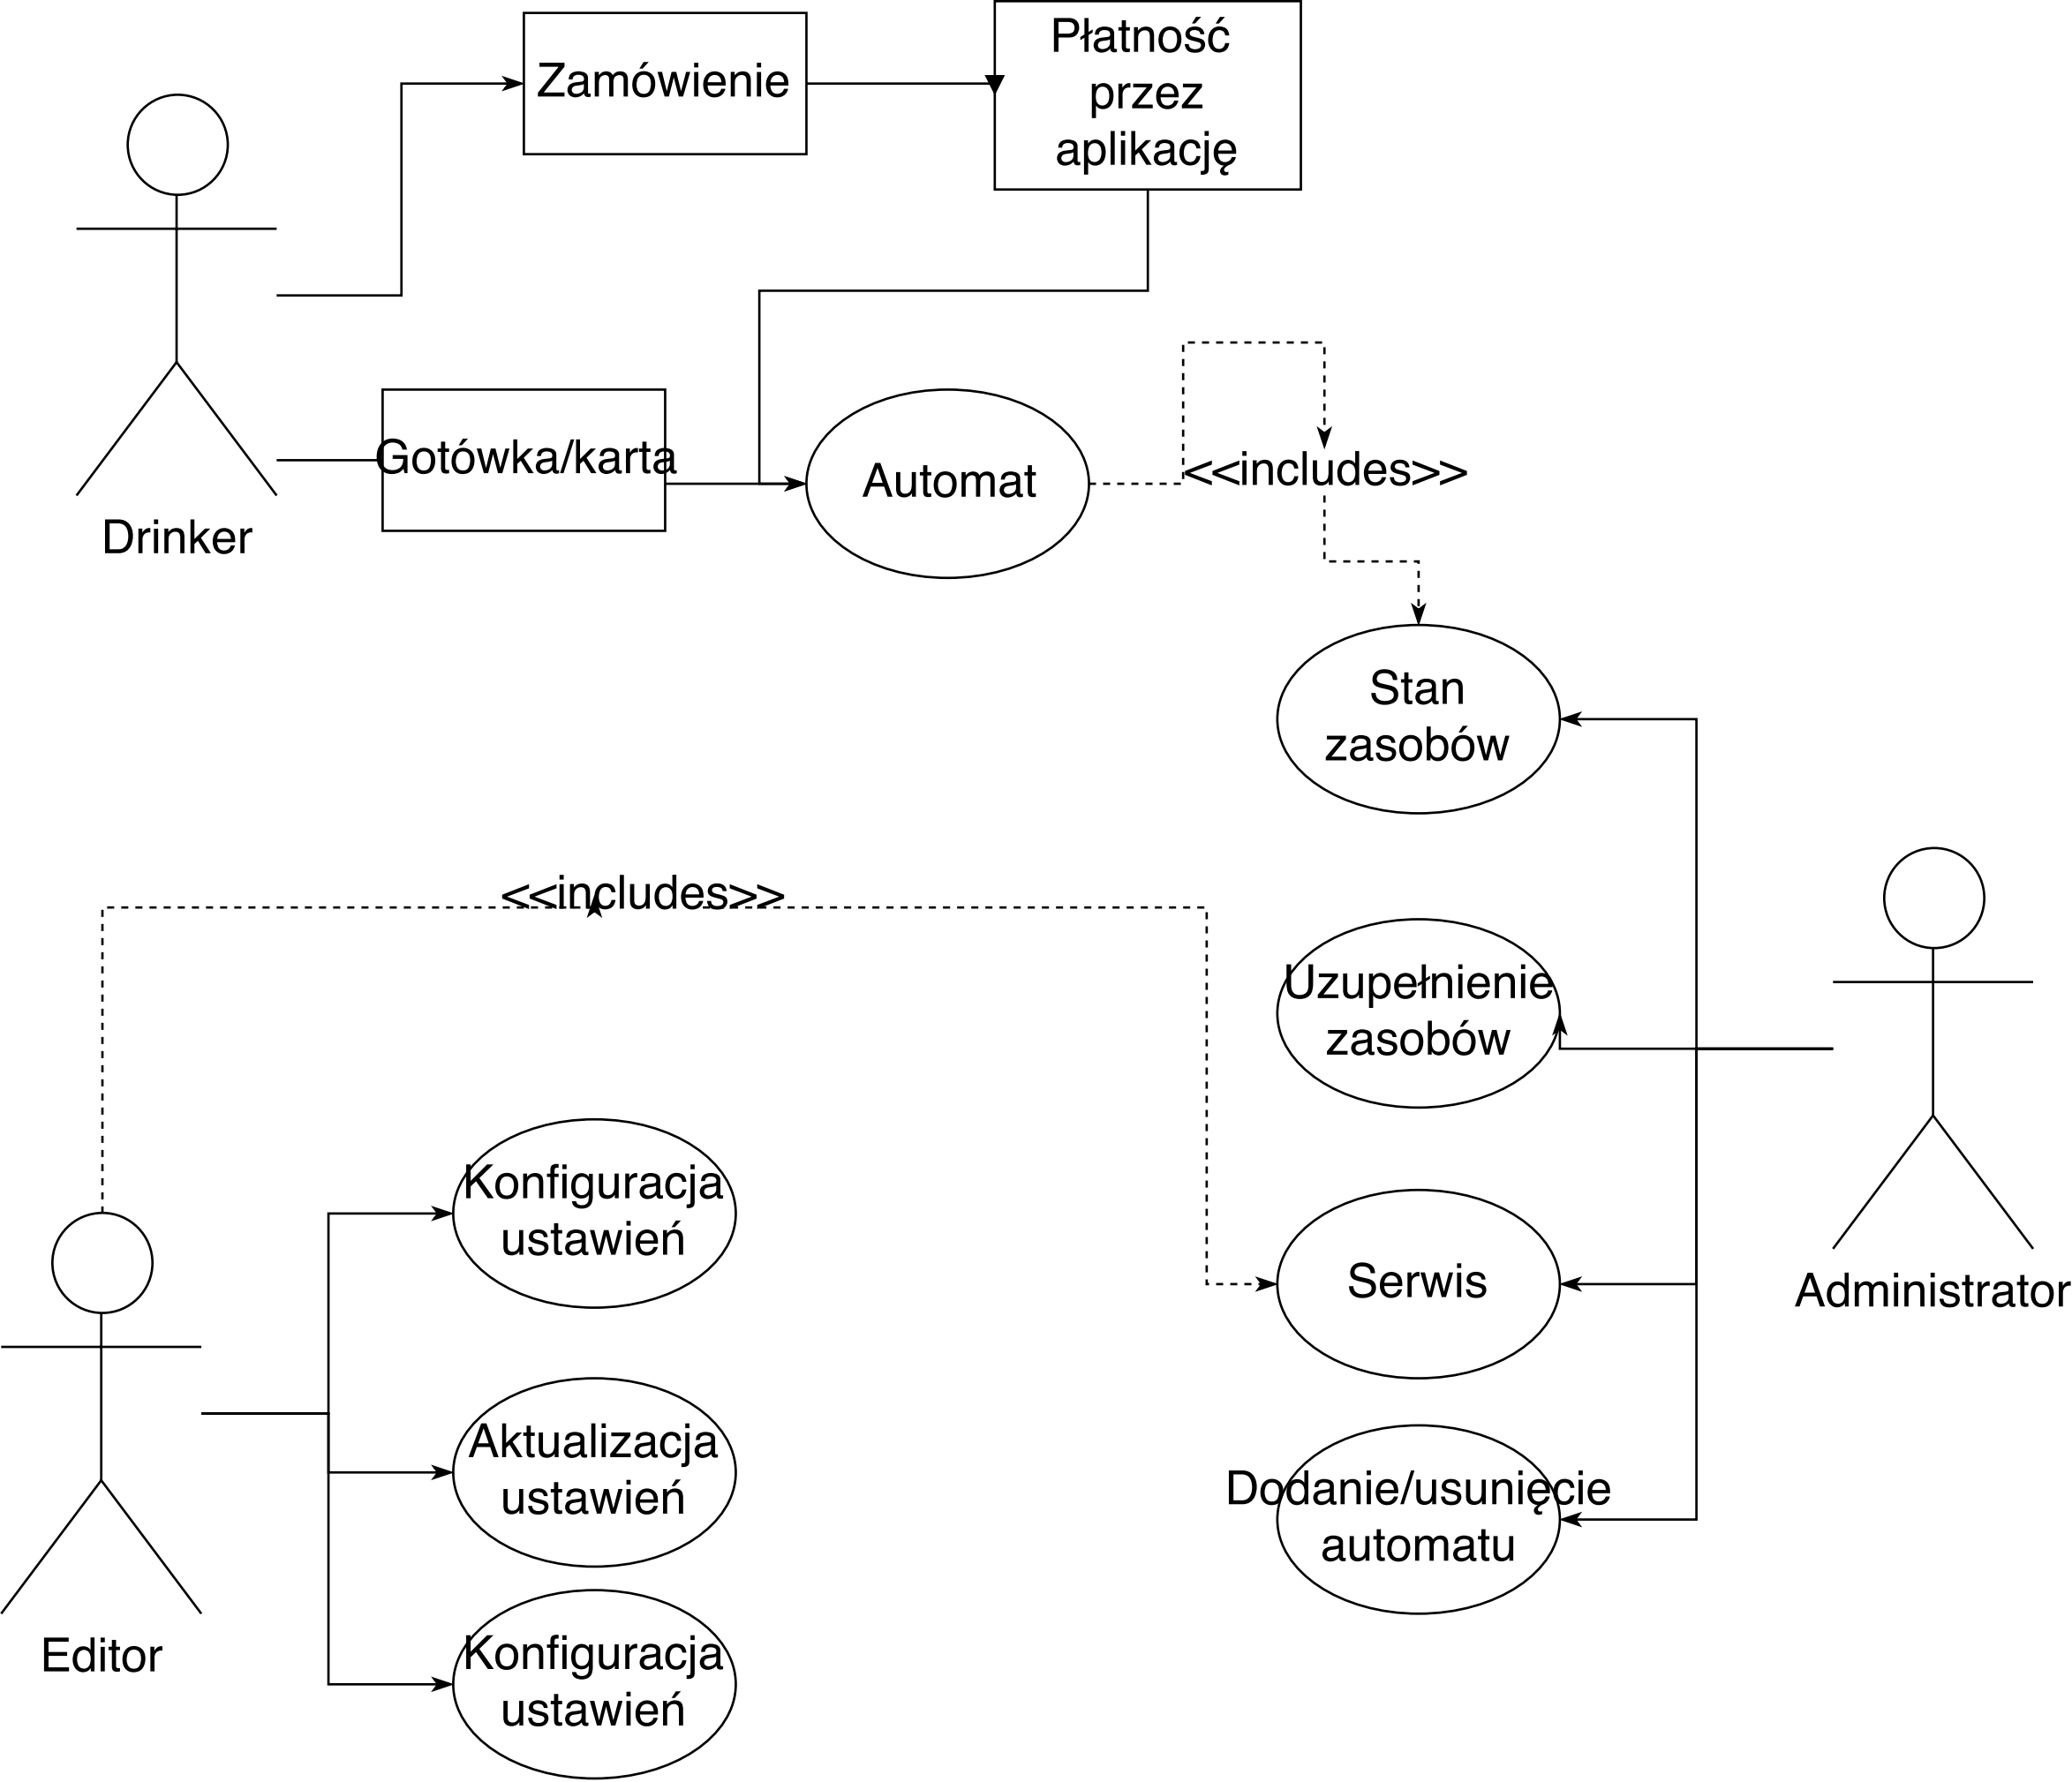 Zamówienie
Płatność
przez
aplikację
Gotówka/karta
Automat
<<includes>>
Drinker
Stan
zasobów
<<includes>>
Uzupełnienie
zasobów
Konfiguracja
ustawień
Serwis
Administrator
Aktualizacja
ustawień
Dodanie/usunięcie
automatu
Editor
Konfiguracja
ustawień